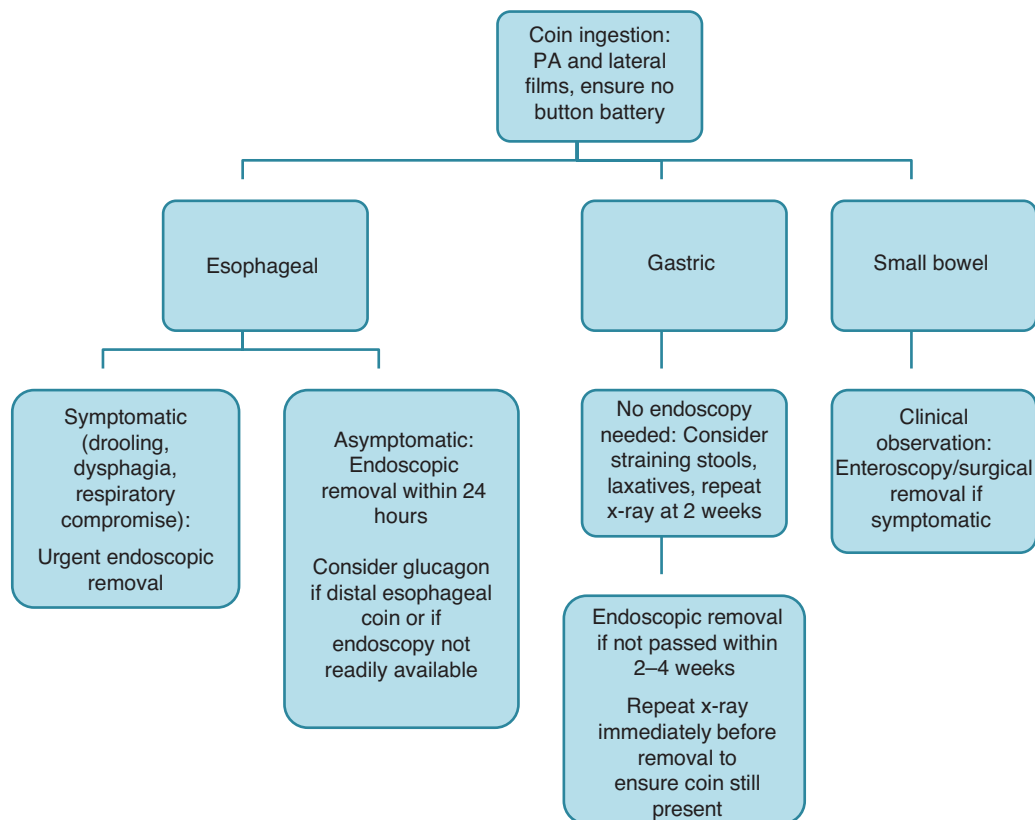 Coin ingestion:
PA and lateral
films, ensure no
button battery
Esophageal
Gastric
Small bowel
Symptomatic
(drooling,
dysphagia,
respiratory
compromise):
Urgent endoscopic
removal
Asymptomatic:
Endoscopic
removal within 24
hours
Consider glucagon
if distal esophageal
coin or if
endoscopy not
readily available
No endoscopy
needed: Consider
straining stools,
laxatives, repeat
x-ray at 2 weeks
Endoscopic removal
if not passed within
2–4 weeks
Repeat x-ray
immediately before
removal to
ensure coin still
present
Clinical
observation:
Enteroscopy/surgical
removal if
symptomatic